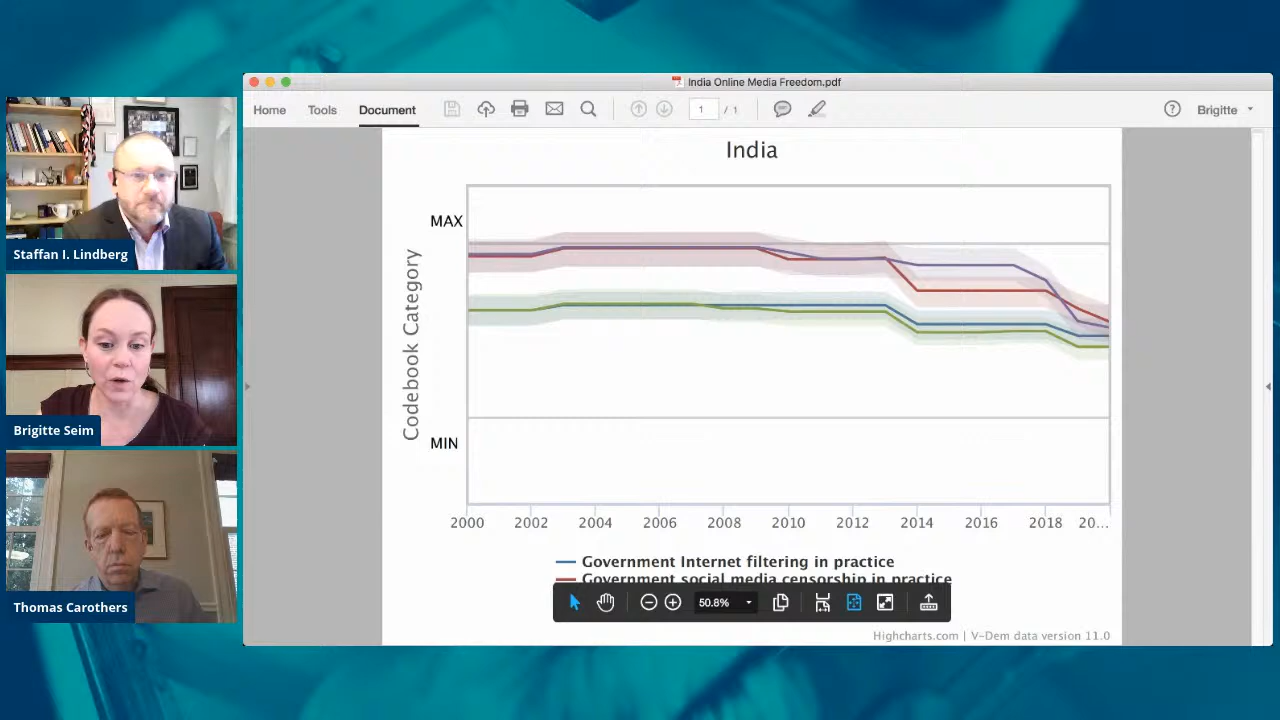 India Online Media Freedom.pdf
Home Tools Document 1 / 1 Brigitte
India
MAX
Codebook Category
MIN
2000 2002 2004 2006 2008 2010 2012 2014 2016 2018 20...
Government Internet filtering in practice
Government social media censorship in practice
50.8%
Highcharts.com | V-Dem data version 11.0
Staffan I. Lindberg
Brigitte Seim
Thomas Carothers